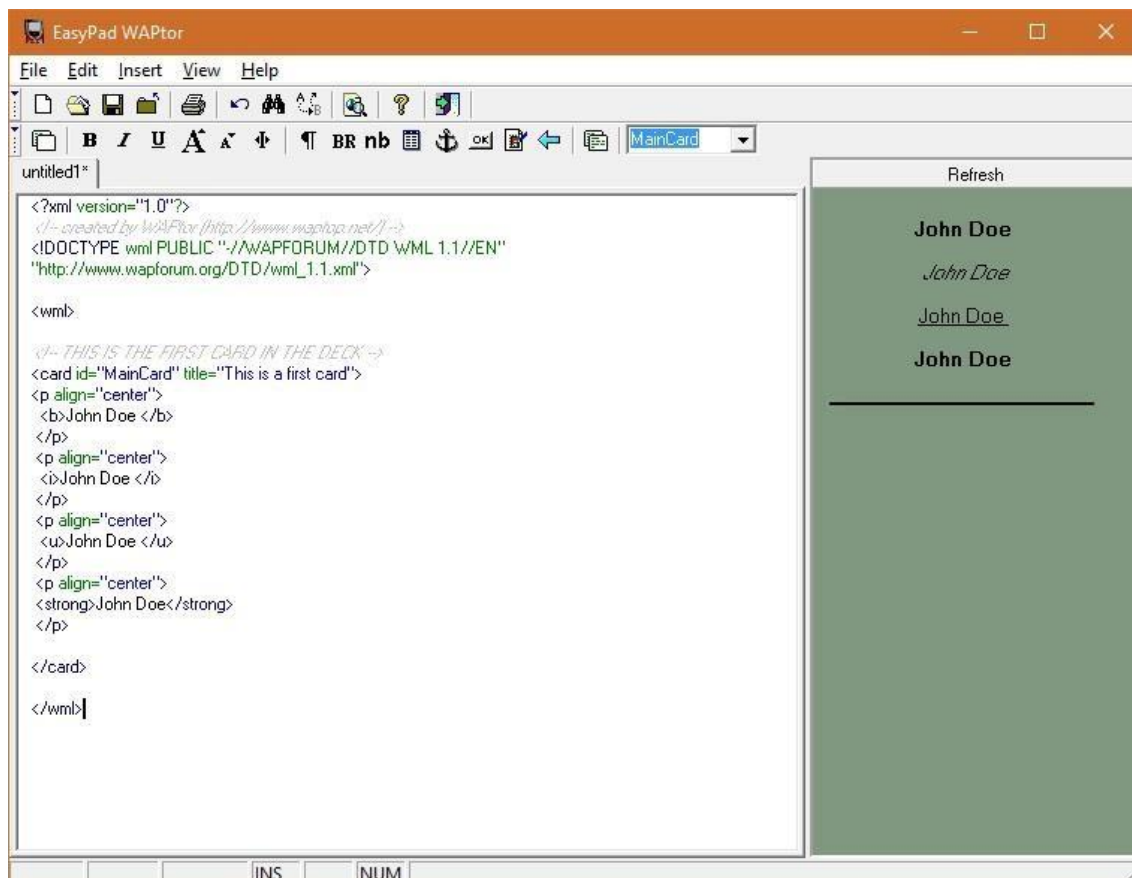 EasyPad WAPtor
File Edit Insert View Help
B I U A A ¶ BR nb OK MainCard
untitled1*
Refresh
<?xml version="1.0"?>
<!-- created by WAPtor (http://www.waptop.net/) -->
<!DOCTYPE wml PUBLIC "-//WAPFORUM//DTD WML 1.1//EN"
"http://www.wapforum.org/DTD/wml_1.1.xml">
<wml>
<!-- THIS IS THE FIRST CARD IN THE DECK -->
<card id="MainCard" title="This is a first card">
<p align="center">
<b>John Doe </b>
</p>
<p align="center">
<i>John Doe </i>
</p>
<p align="center">
<u>John Doe </u>
</p>
<p align="center">
<strong>John Doe</strong>
</p>
</card>
</wml>
John Doe
John Doe
John Doe
John Doe
INS NUM